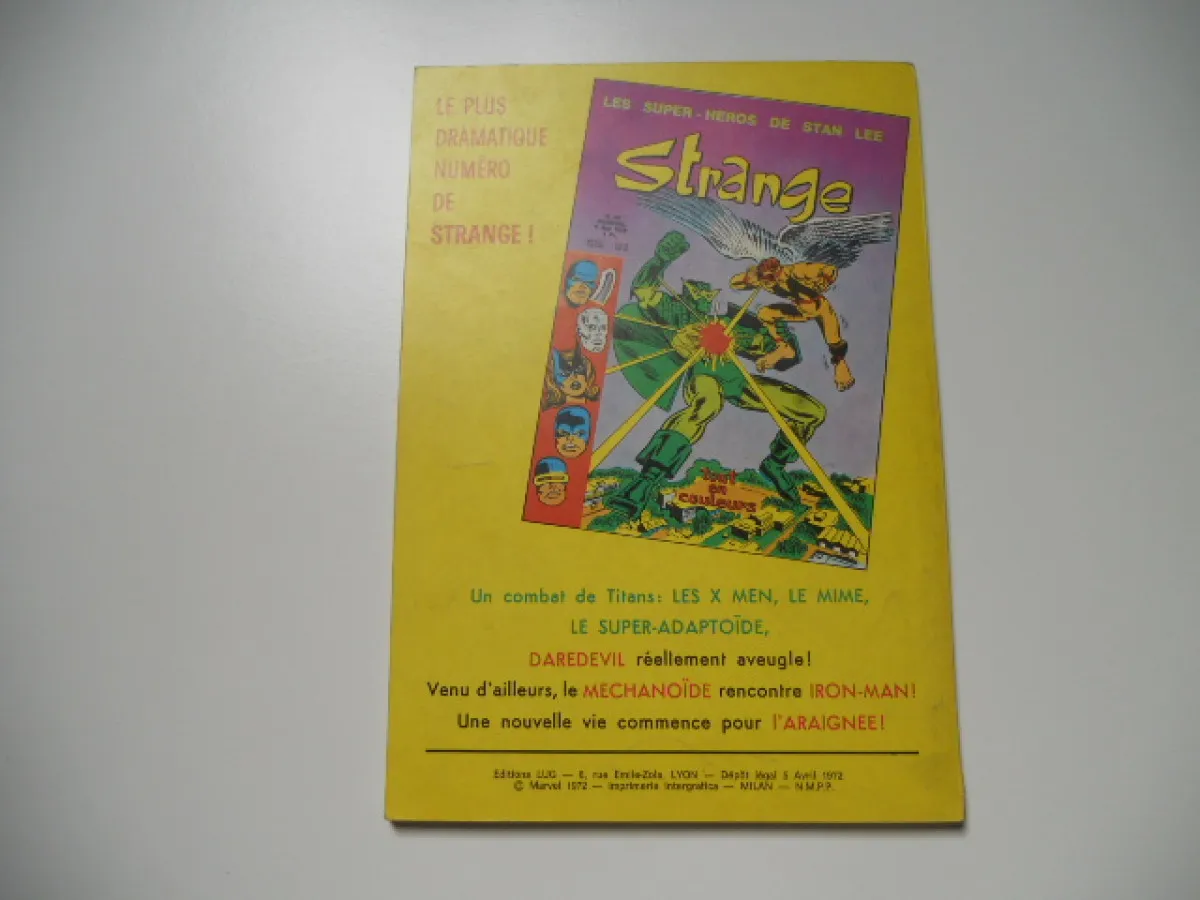 LE PLUS
DRAMATIQUE
NUMÉRO
DE
STRANGE !
LES SUPER-HEROS DE STAN LEE
Strange
tout
en
couleurs
Un combat de Titans: LES X MEN, LE MIME,
LE SUPER-ADAPTOÏDE,
DAREDEVIL réellement aveugle!
Venu d'ailleurs, le MECHANOÏDE rencontre IRON-MAN!
Une nouvelle vie commence pour l'ARAIGNEE!
Editions LUG — 6, rue Emile-Zola, LYON — Dépôt légal 5 Avril 1972
© Marvel 1972 — Imprimerie Intergrafica — MILAN — N.M.P.P.